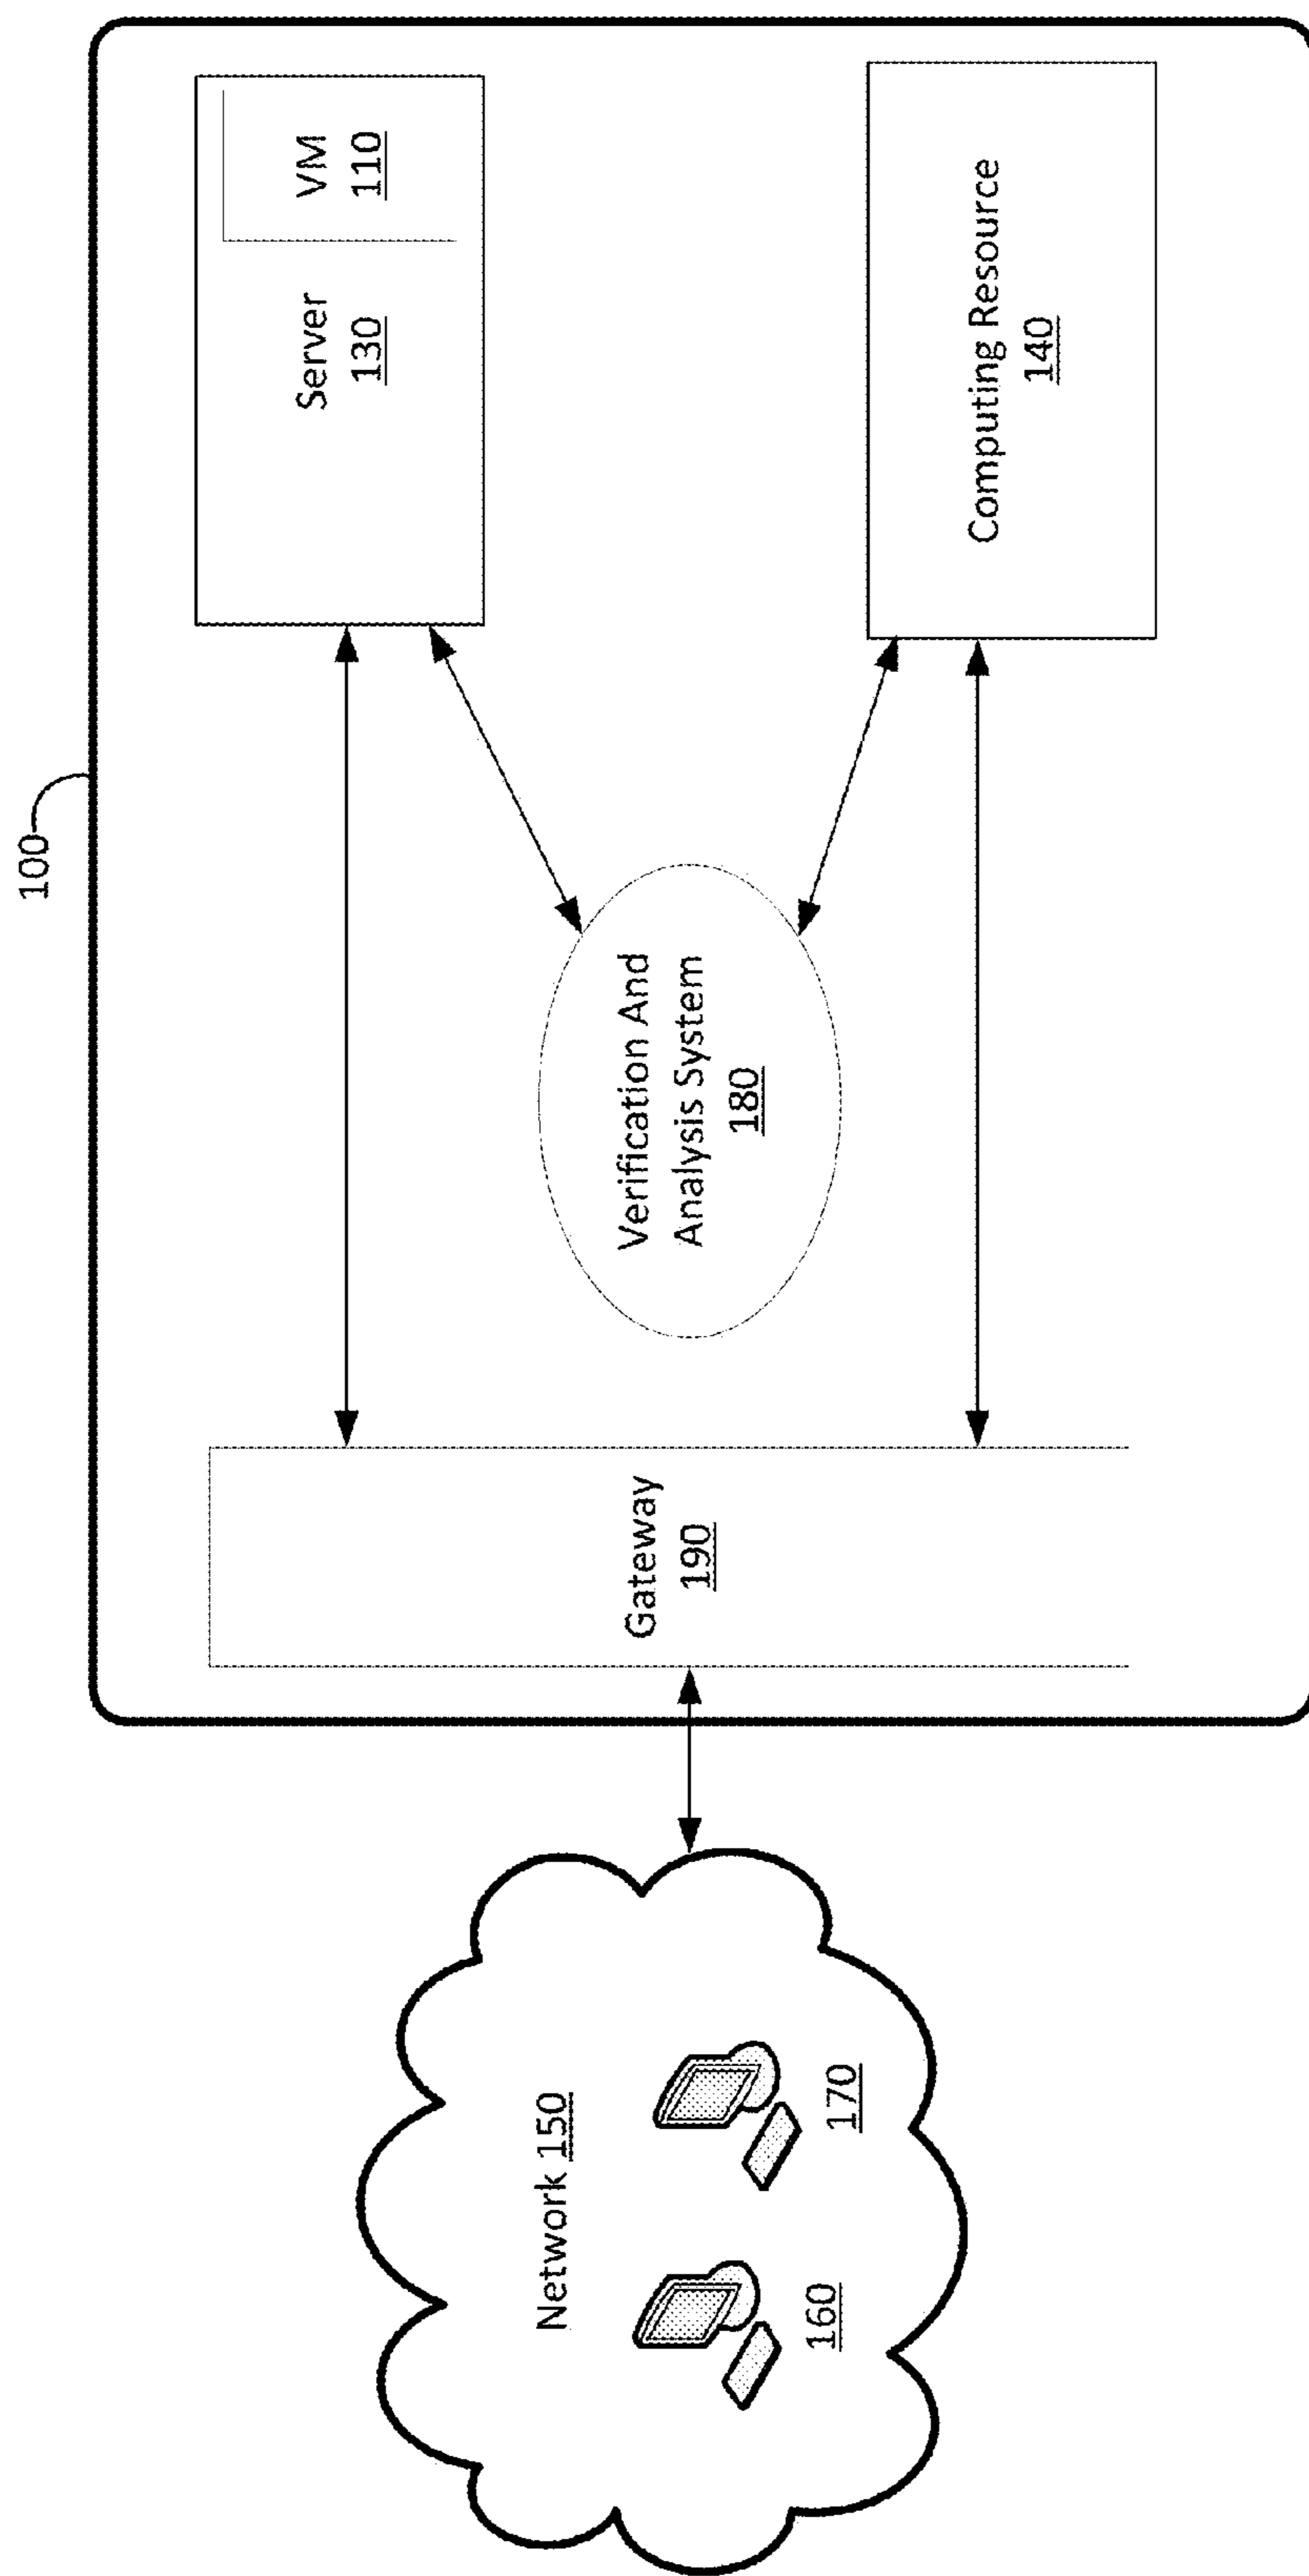 100
Network 150
160
170
Gateway
190
Verification And
Analysis System
180
Server
130
VM
110
Computing Resource
140